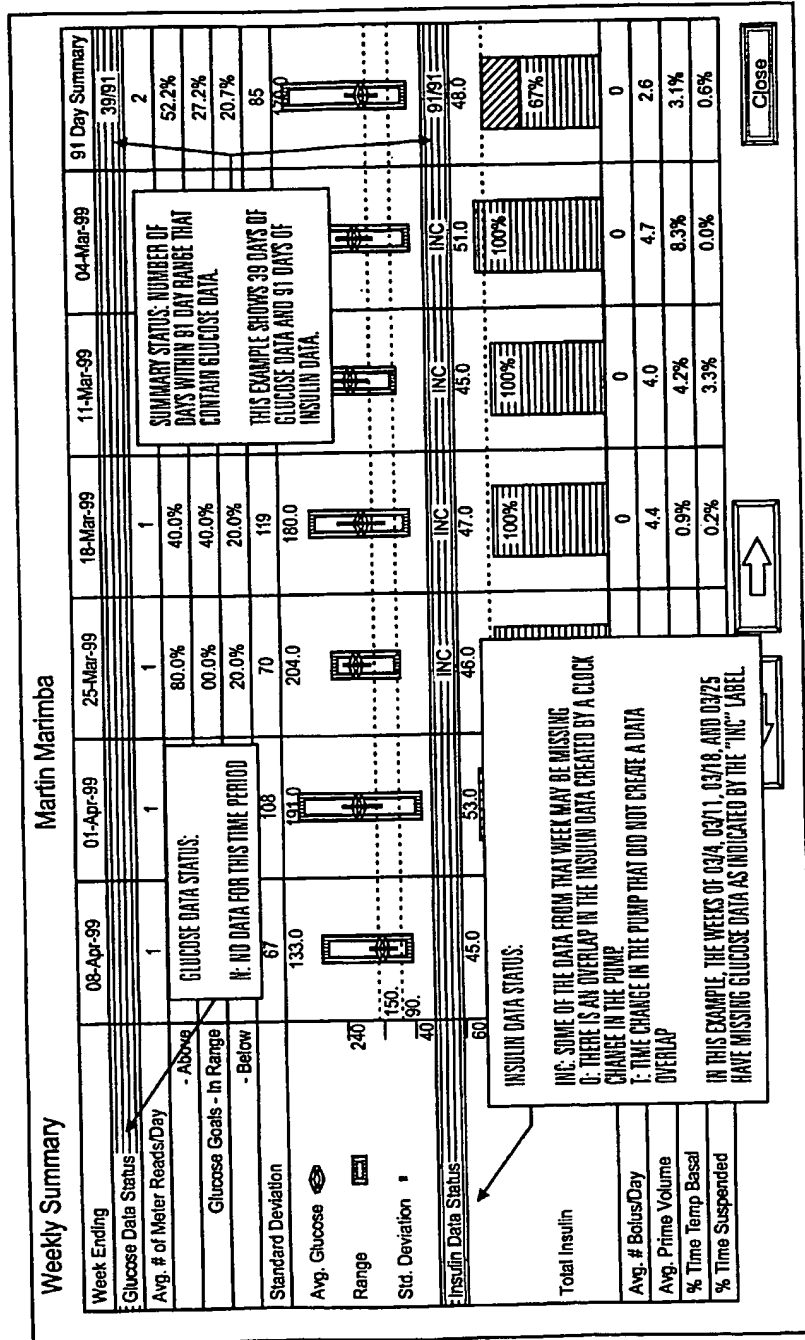 Weekly Summary
Martin Marimba
Week Ending 08-Apr-99 01-Apr-99 25-Mar-99 18-Mar-99 11-Mar-99 04-Mar-99 91 Day Summary
Glucose Data Status 39/91
Avg. # of Meter Reads/Day 1 1 1 1 2
- Above 80.0% 40.0% 52.2%
Glucose Goals - In Range 00.0% 40.0% 27.2%
- Below 20.0% 20.0% 20.7%
Standard Deviation 67 108 70 119 85
133.0 191.0 204.0 180.0 170.0
Avg. Glucose
240
Range
150.
90.
Std. Deviation
40
Insulin Data Status INC INC INC INC 91/91
60 45.0 53.0 46.0 47.0 45.0 51.0 48.0
Total Insulin 100% 100% 100% 67%
Avg. # Bolus/Day 0 0 0 0
Avg. Prime Volume 4.4 4.0 4.7 2.6
% Time Temp Basal 0.9% 4.2% 8.3% 3.1%
% Time Suspended 0.2% 3.3% 0.0% 0.6%
GLUCOSE DATA STATUS:
N: NO DATA FOR THIS TIME PERIOD
SUMMARY STATUS: NUMBER OF
DAYS WITHIN 91 DAY RANGE THAT
CONTAIN GLUCOSE DATA.
THIS EXAMPLE SHOWS 39 DAYS OF
GLUCOSE DATA AND 91 DAYS OF
INSULIN DATA.
INSULIN DATA STATUS:
INC: SOME OF THE DATA FROM THAT WEEK MAY BE MISSING
O: THERE IS AN OVERLAP IN THE INSULIN DATA CREATED BY A CLOCK
CHANGE IN THE PUMP.
T: TIME CHANGE IN THE PUMP THAT DID NOT CREATE A DATA
OVERLAP
IN THIS EXAMPLE, THE WEEKS OF 03/4, 03/11, 03/18, AND 03/25
HAVE MISSING GLUCOSE DATA AS INDICATED BY THE "INC" LABEL.
Close